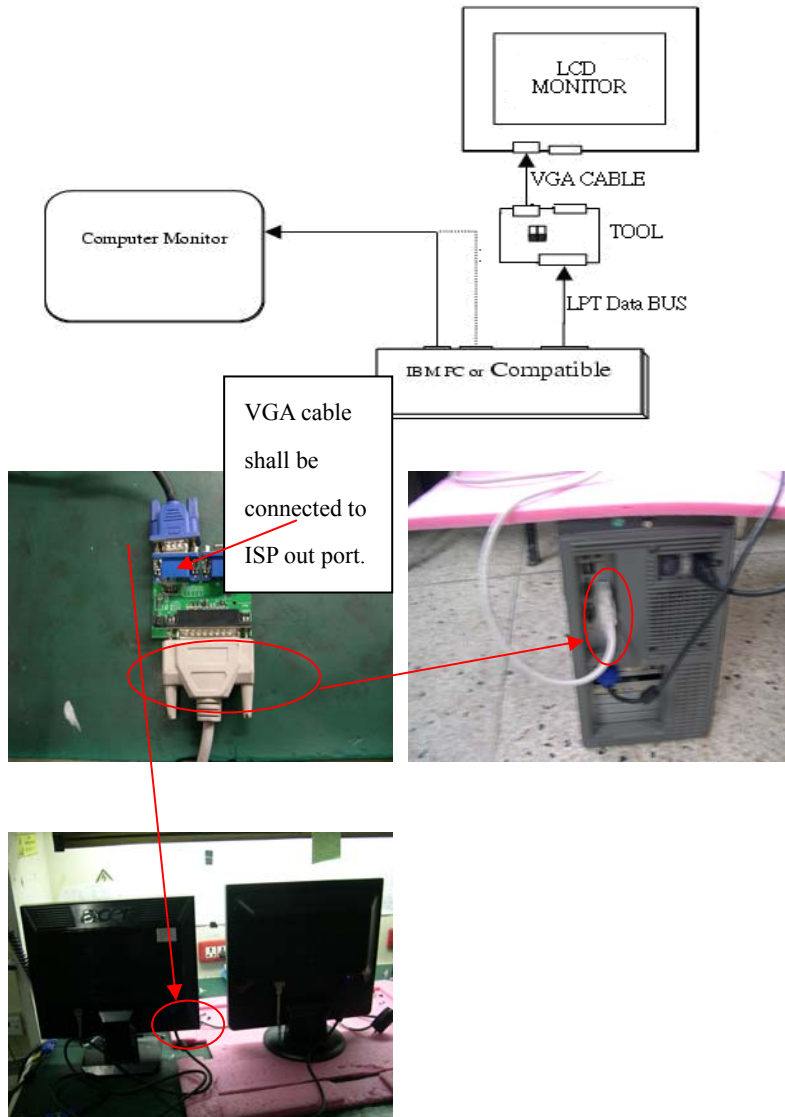 LCD
MONITOR
VGA CABLE
Computer Monitor
TOOL
LPT Data BUS
IBM PC or Compatible
VGA cable
shall be
connected to
ISP out port.
acer